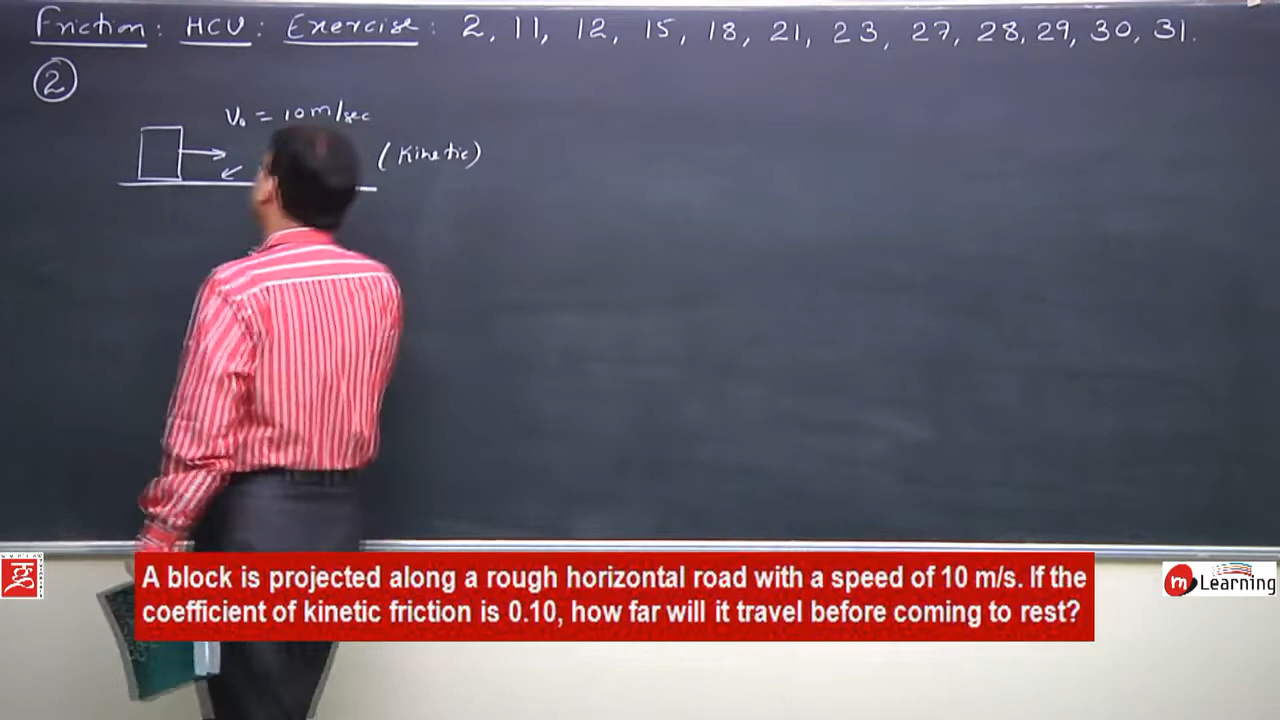 Friction : HCV : Exercise : 2, 11, 12, 15, 18, 21, 23, 27, 28, 29, 30, 31.
2
V₀ = 10 m/sec
(Kinetic)
A block is projected along a rough horizontal road with a speed of 10 m/s. If the
coefficient of kinetic friction is 0.10, how far will it travel before coming to rest?
m Learning